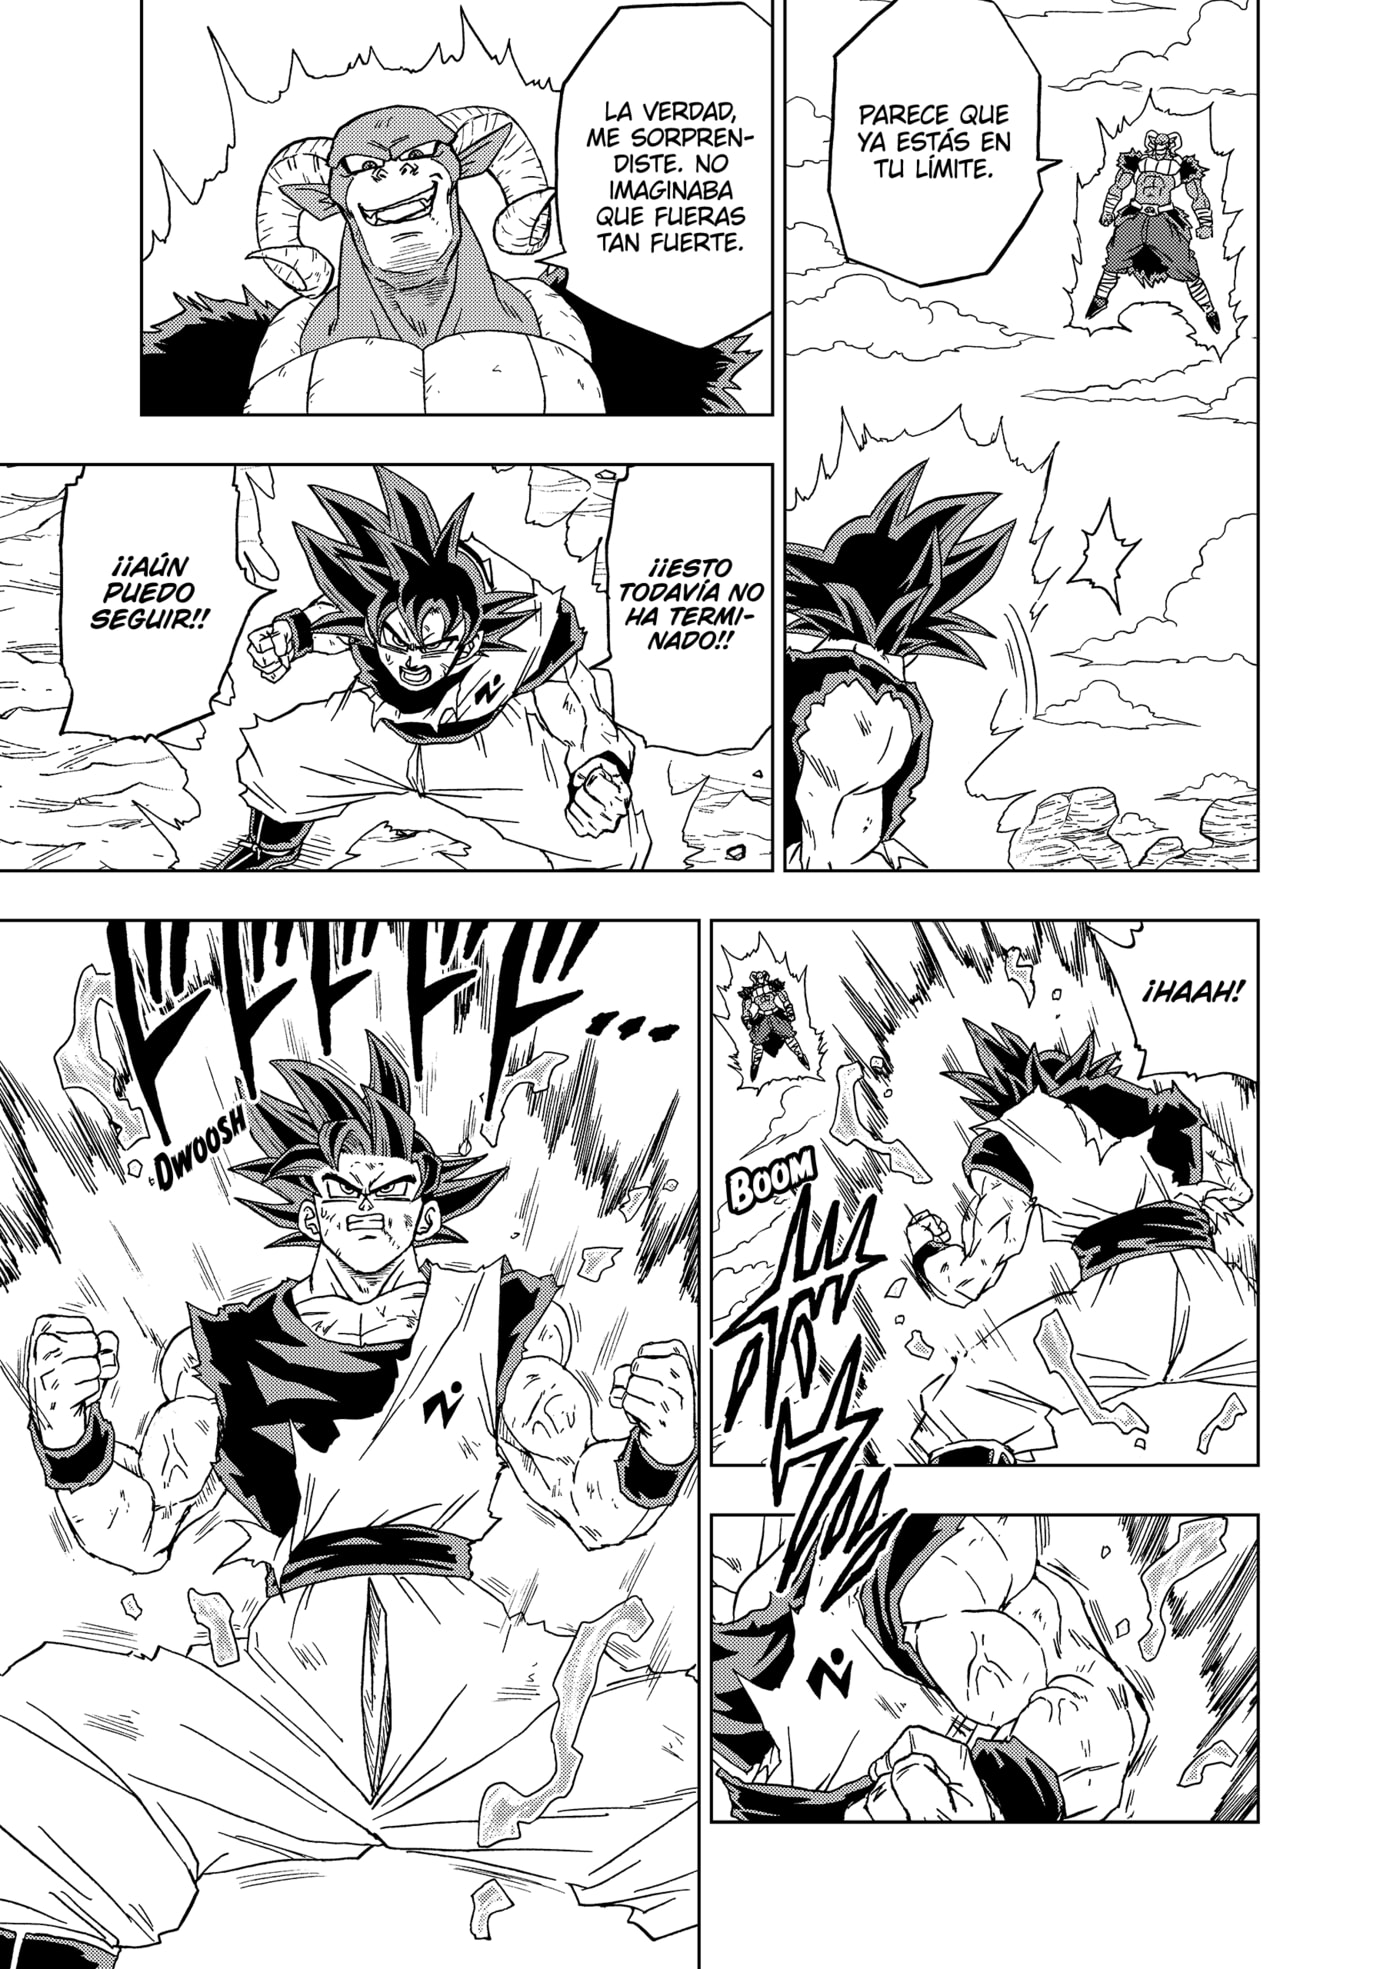 PARECE QUE
YA ESTÁS EN
TU LÍMITE.
LA VERDAD,
ME SORPREN-
DISTE. NO
IMAGINABA
QUE FUERAS
TAN FUERTE.
¡¡ESTO
TODAVÍA NO
HA TERMI-
NADO!!
¡¡AÚN
PUEDO
SEGUIR!!
¡HAAH!
BOOM
DWOOSH